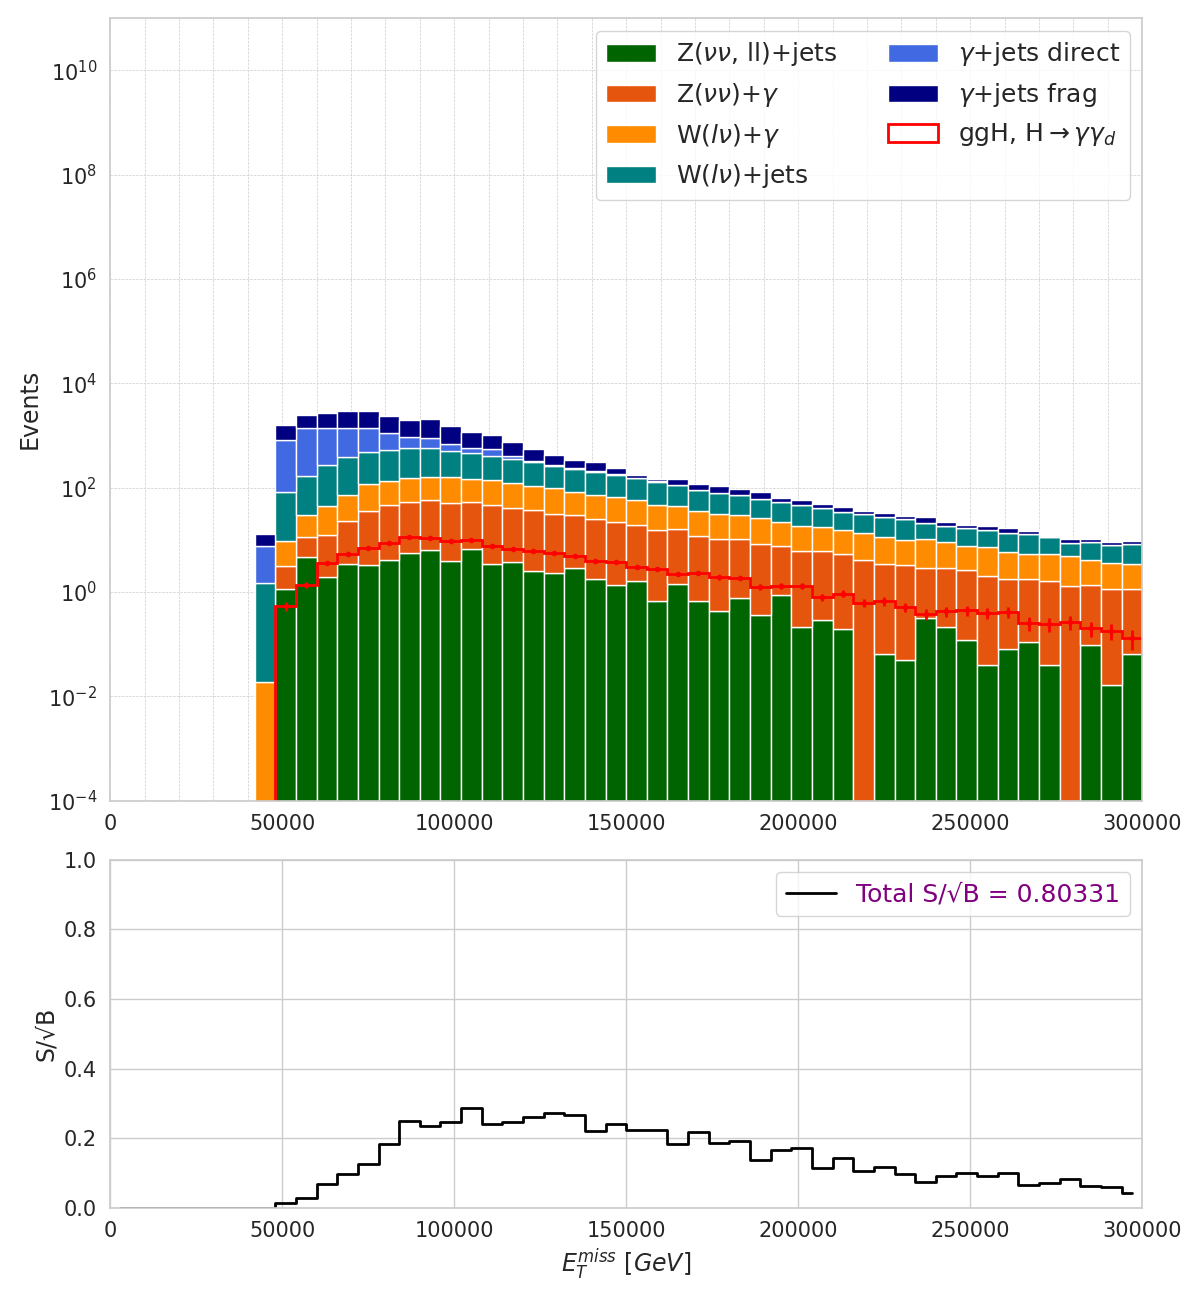 Z(νν, ll)+jets
Z(νν)+γ
W(lν)+γ
W(lν)+jets
γ+jets direct
γ+jets frag
ggH, H→γγ_d
Events
10^10
10^8
10^6
10^4
10^2
10^0
10^−2
10^−4
0 50000 100000 150000 200000 250000 300000
Total S/√B = 0.80331
S/√B
1.0
0.8
0.6
0.4
0.2
0.0
0 50000 100000 150000 200000 250000 300000
E_T^miss [GeV]